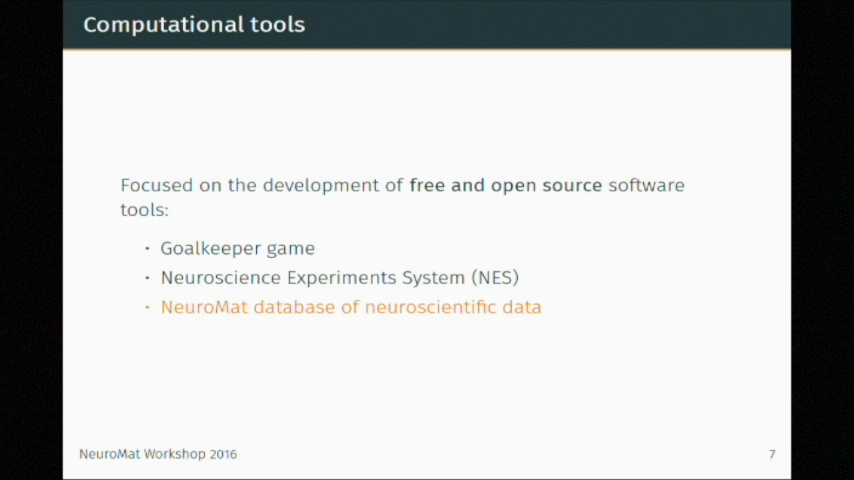 Computational tools
Focused on the development of free and open source software
tools:
· Goalkeeper game
· Neuroscience Experiments System (NES)
· NeuroMat database of neuroscientific data
NeuroMat Workshop 2016
7